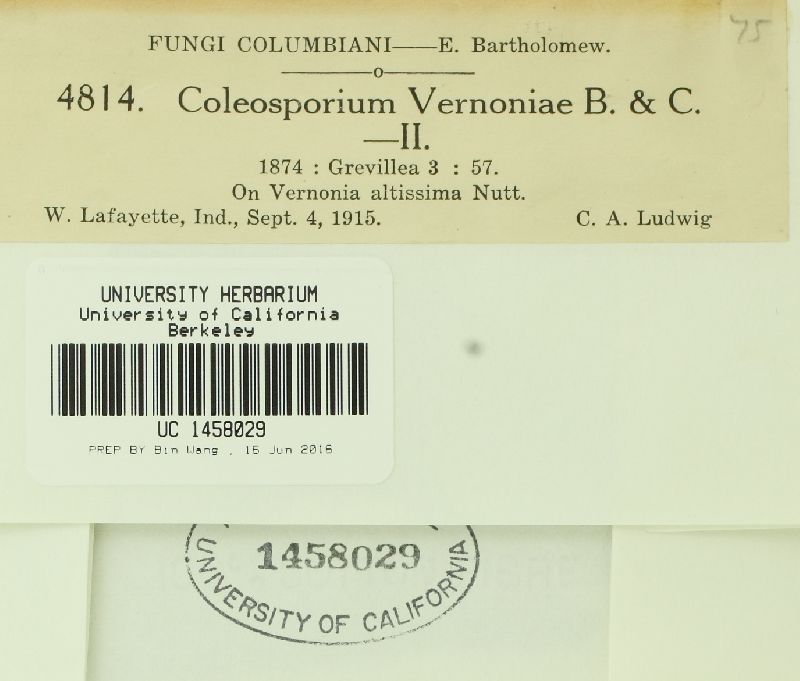 75
FUNGI COLUMBIANI——E. Bartholomew.
4814. Coleosporium Vernoniae B. & C.
—II.
1874 : Grevillea 3 : 57.
On Vernonia altissima Nutt.
W. Lafayette, Ind., Sept. 4, 1915. C. A. Ludwig
UNIVERSITY HERBARIUM
University of California
Berkeley
UC 1458029
PREP BY Bin Wang , 15 Jun 2016
1458029
UNIVERSITY OF CALIFORNIA